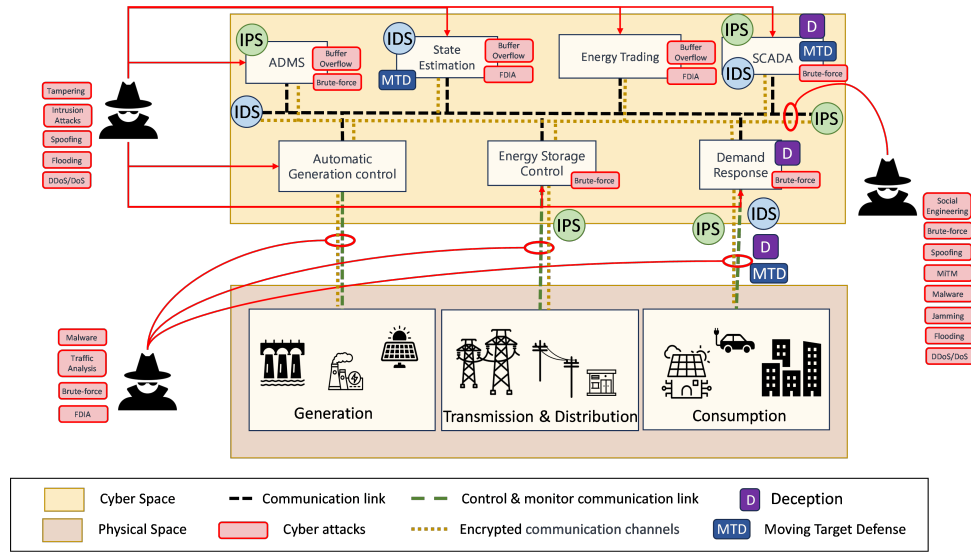 IPS
IDS
IPS
D
ADMS
Buffer
Overflow
Brute-force
State
Estimation
Buffer
Overflow
FDIA
MTD
Energy Trading
Buffer
Overflow
FDIA
SCADA
MTD
IDS
Brute-force
Tampering
Intrusion
Attacks
Spoofing
Flooding
DDoS/DoS
IDS
IPS
Automatic
Generation control
Energy Storage
Control
Brute-force
Demand
Response
D
Brute-force
IPS
IPS
IDS
D
MTD
Social
Engineering
Brute-force
Spoofing
MiTM
Malware
Jamming
Flooding
DDoS/DoS
Malware
Traffic
Analysis
Brute-force
FDIA
Generation
Transmission & Distribution
Consumption
Cyber Space
Communication link
Control & monitor communication link
D
Deception
Physical Space
Cyber attacks
Encrypted communication channels
MTD
Moving Target Defense